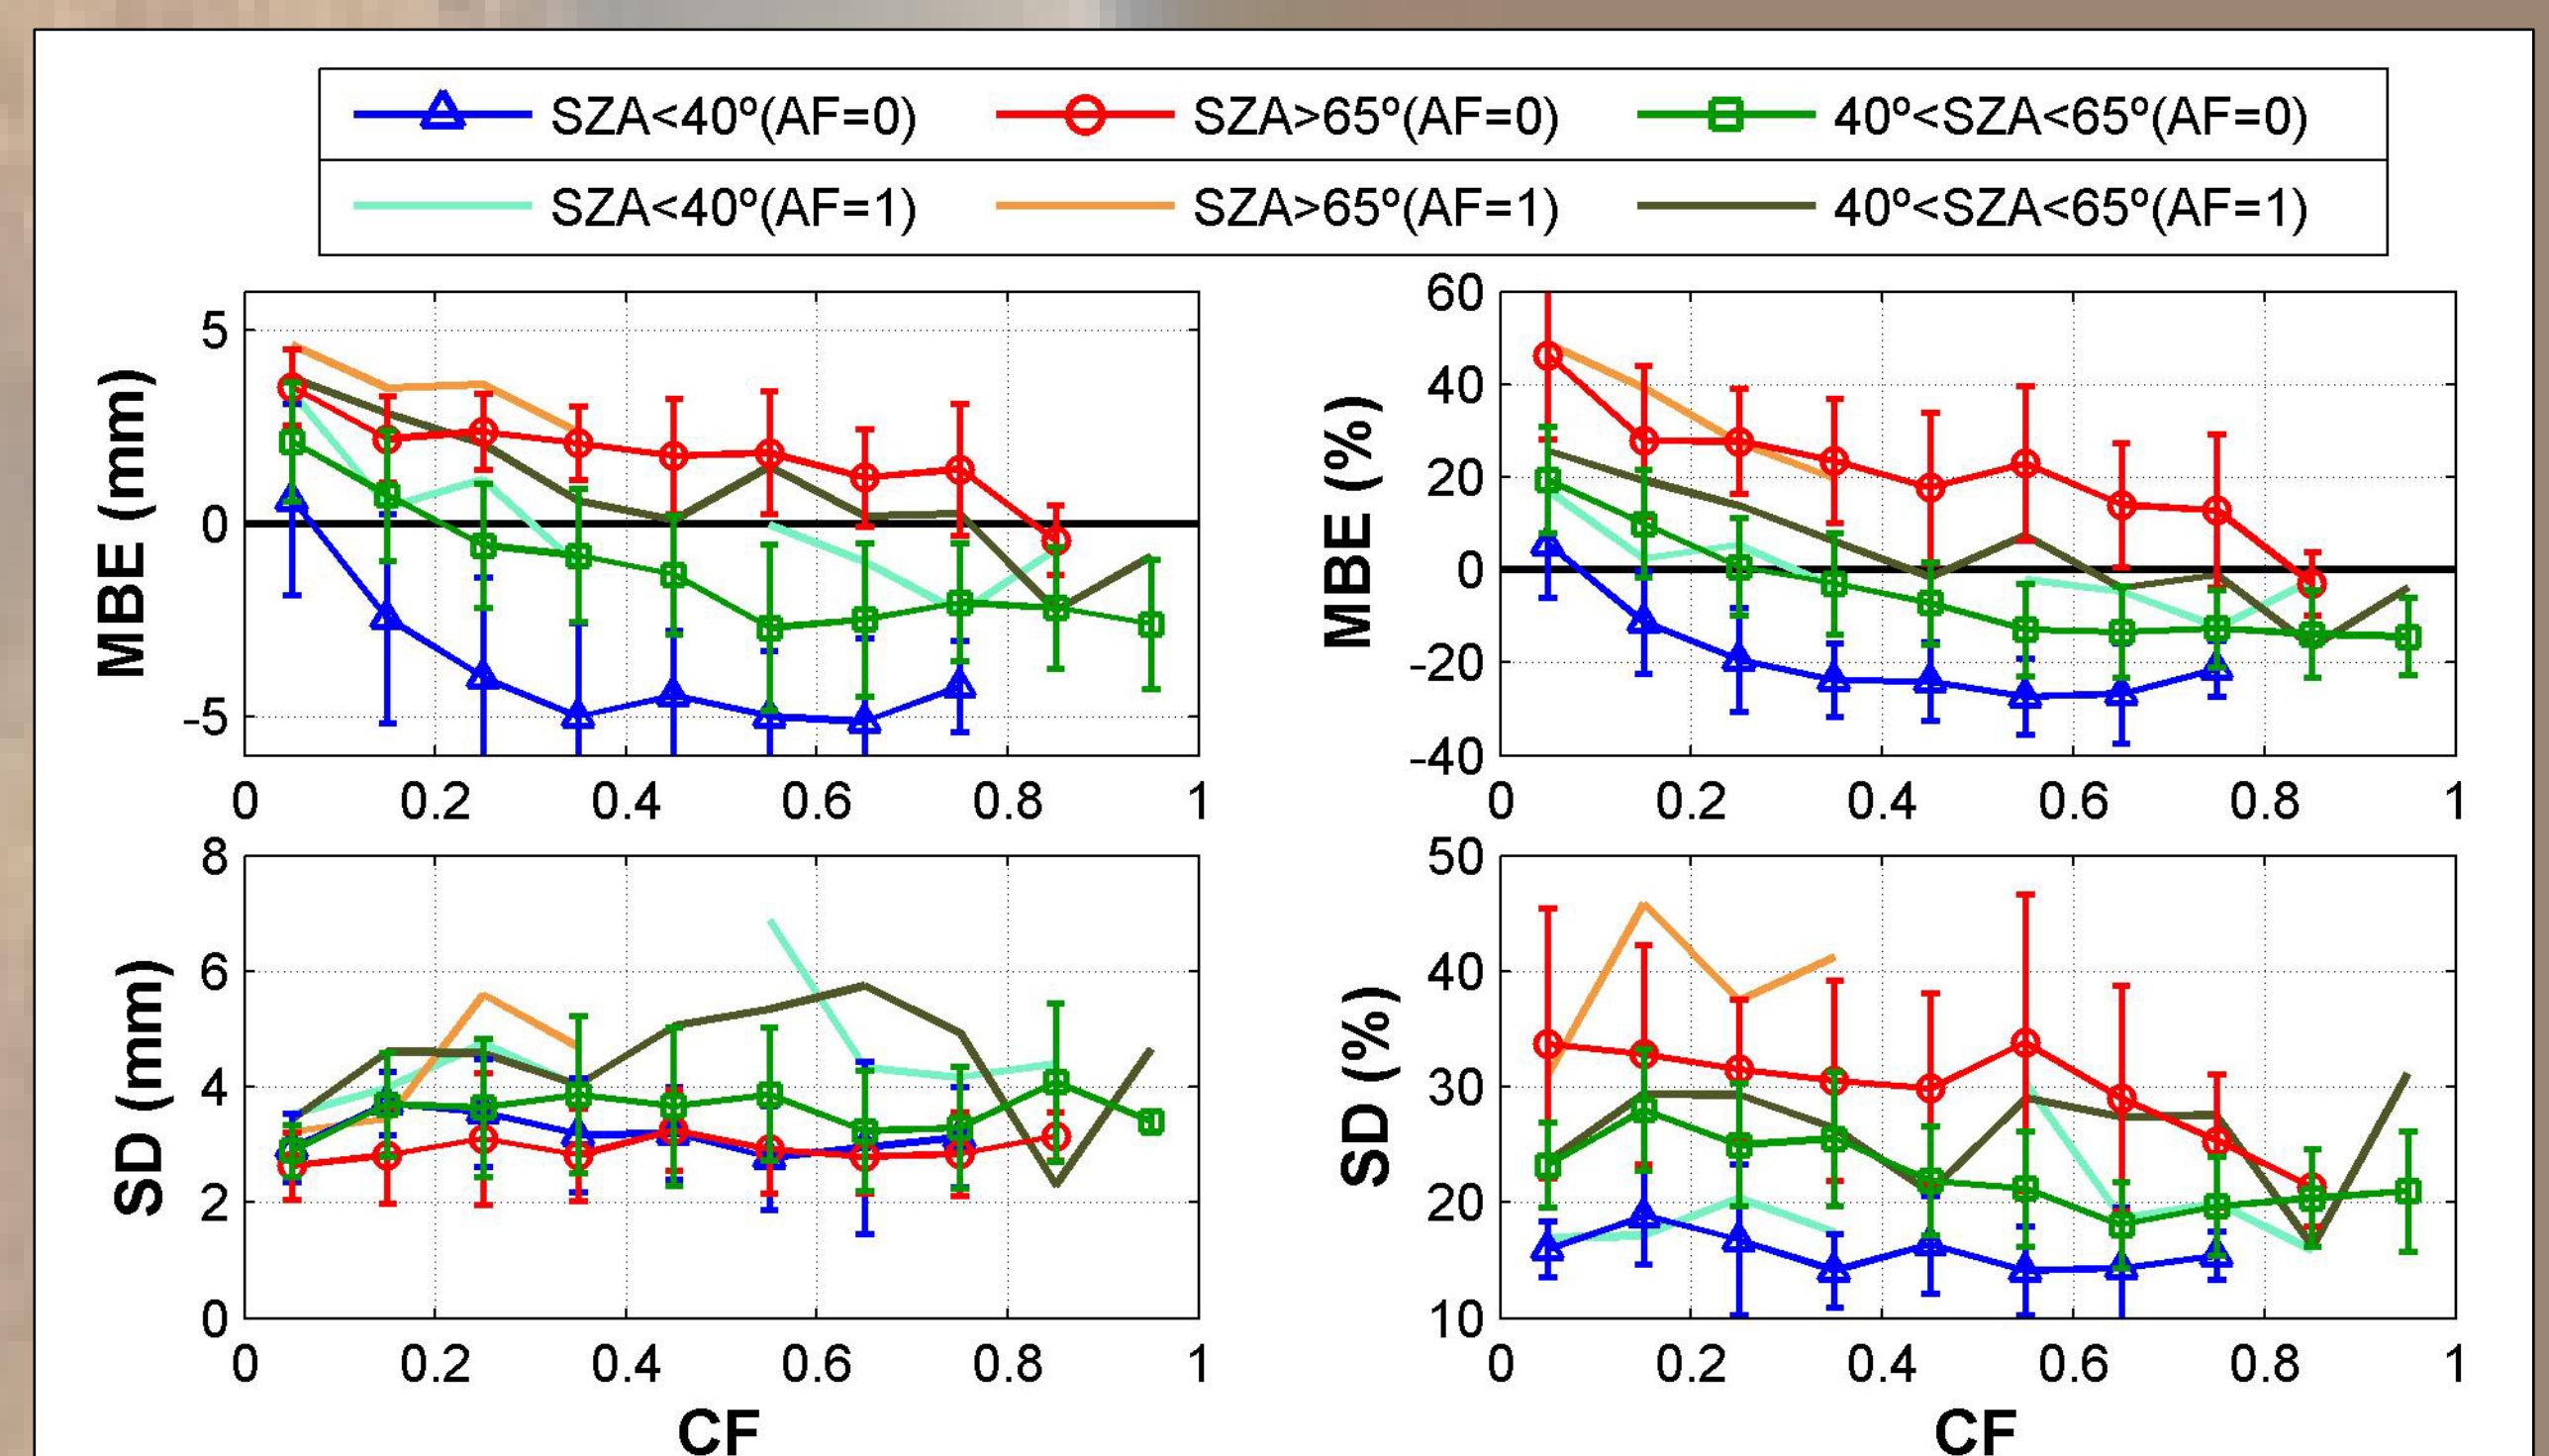 SZA<40º(AF=0) SZA>65º(AF=0) 40º<SZA<65º(AF=0)
SZA<40º(AF=1) SZA>65º(AF=1) 40º<SZA<65º(AF=1)
MBE (mm)
5
0
-5
0 0.2 0.4 0.6 0.8 1
MBE (%)
60
40
20
0
-20
-40
0 0.2 0.4 0.6 0.8 1
SD (mm)
8
6
4
2
0
0 0.2 0.4 0.6 0.8 1
CF
SD (%)
50
40
30
20
10
0 0.2 0.4 0.6 0.8 1
CF